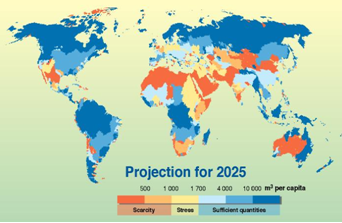 Projection for 2025
500 1 000 1 700 4 000 10 000 m³ per capita
Scarcity Stress Sufficient quantities